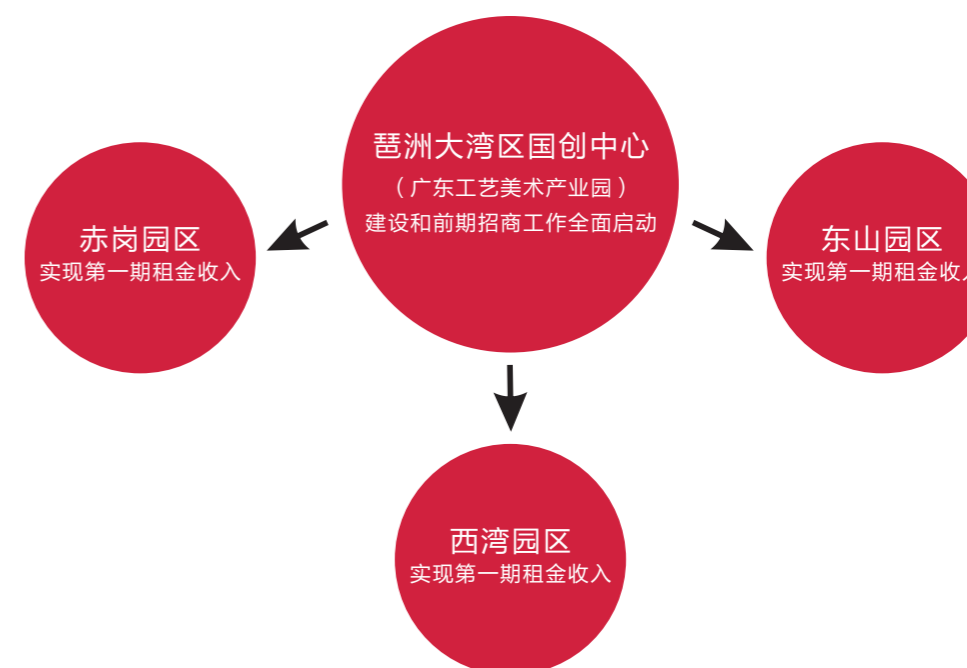 琶洲大湾区国创中心
（广东工艺美术产业园）
建设和前期招商工作全面启动
赤岗园区
实现第一期租金收入
东山园区
实现第一期租金收
西湾园区
实现第一期租金收入